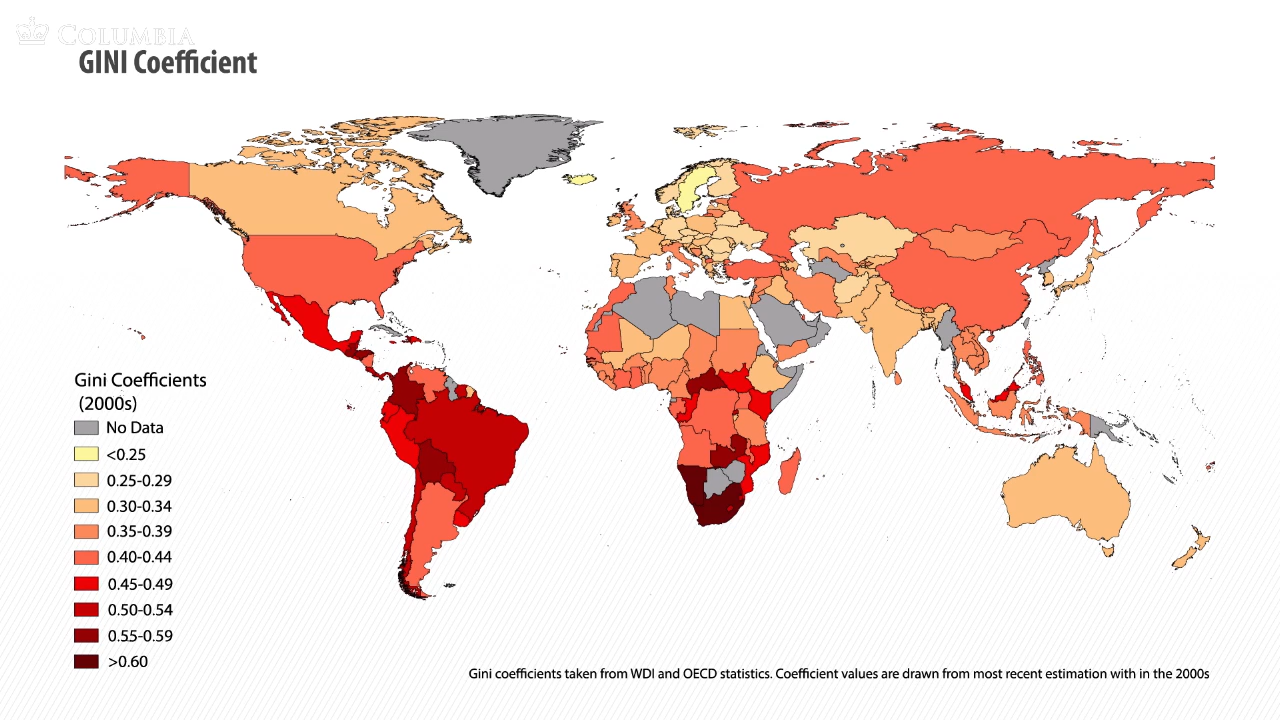 COLUMBIA
GINI Coefficient
Gini Coefficients
(2000s)
No Data
<0.25
0.25-0.29
0.30-0.34
0.35-0.39
0.40-0.44
0.45-0.49
0.50-0.54
0.55-0.59
>0.60
Gini coefficients taken from WDI and OECD statistics. Coefficient values are drawn from most recent estimation with in the 2000s